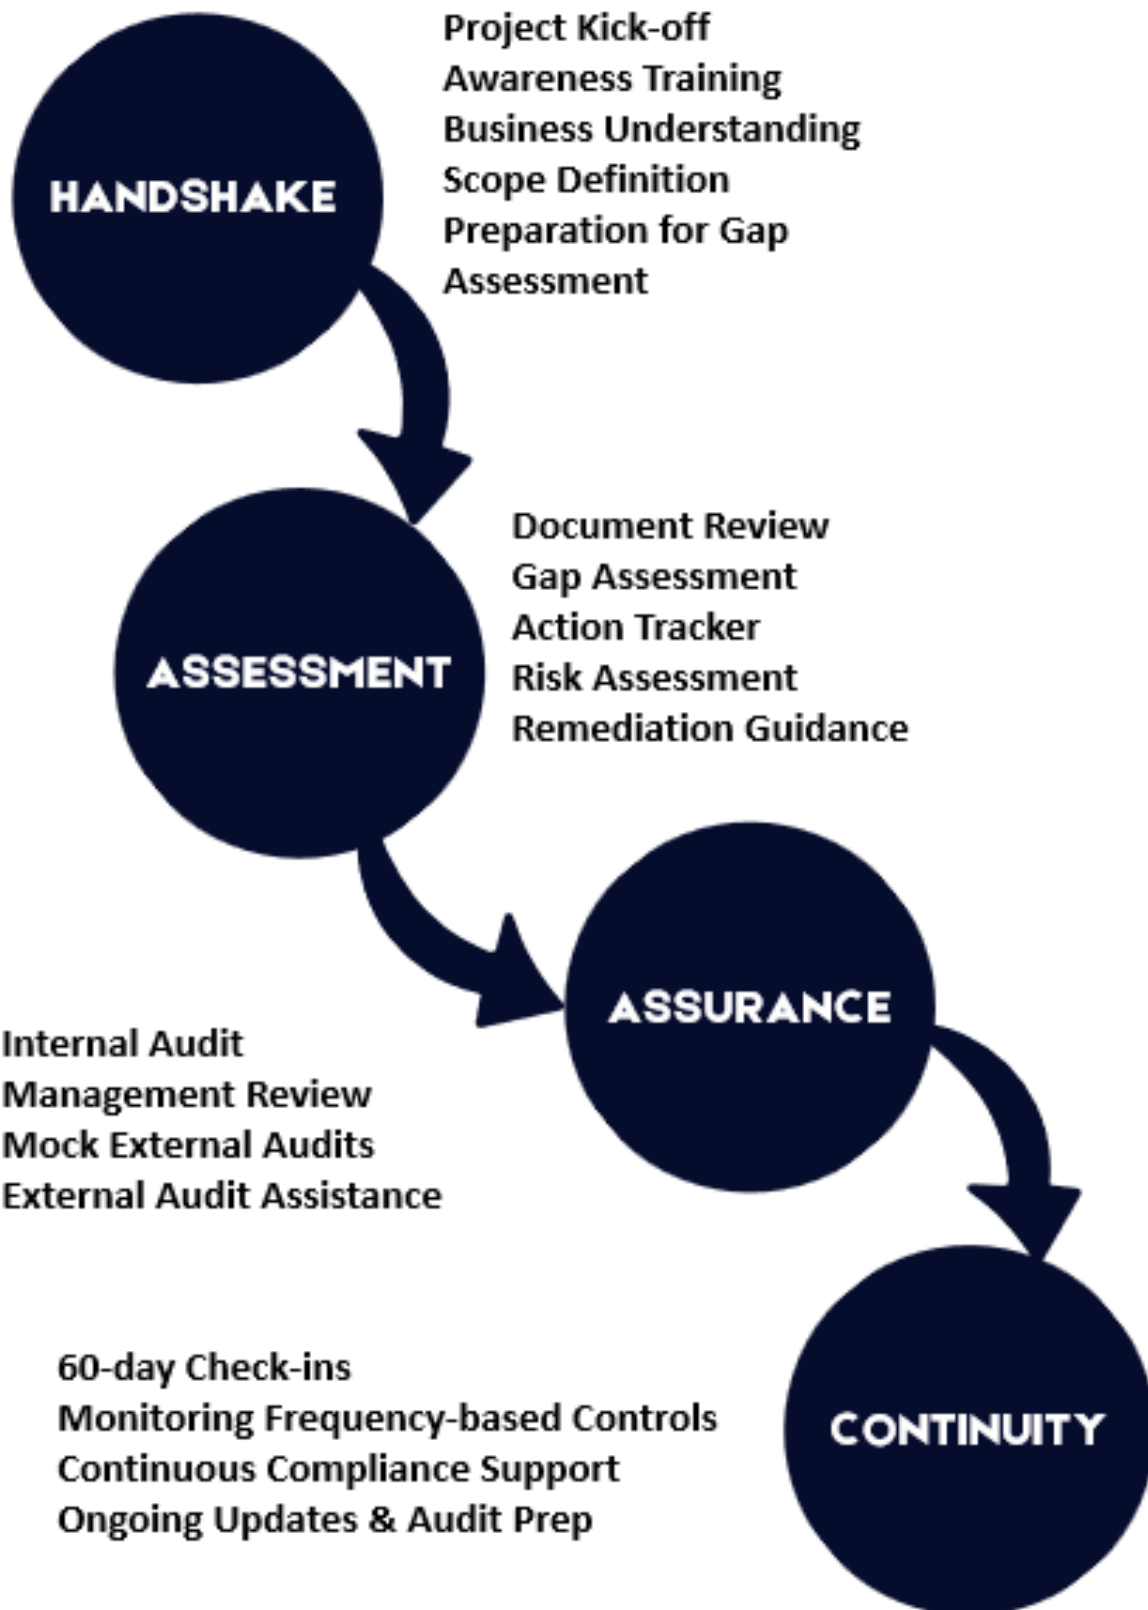 HANDSHAKE
Project Kick-off
Awareness Training
Business Understanding
Scope Definition
Preparation for Gap
Assessment
ASSESSMENT
Document Review
Gap Assessment
Action Tracker
Risk Assessment
Remediation Guidance
ASSURANCE
Internal Audit
Management Review
Mock External Audits
External Audit Assistance
CONTINUITY
60-day Check-ins
Monitoring Frequency-based Controls
Continuous Compliance Support
Ongoing Updates & Audit Prep